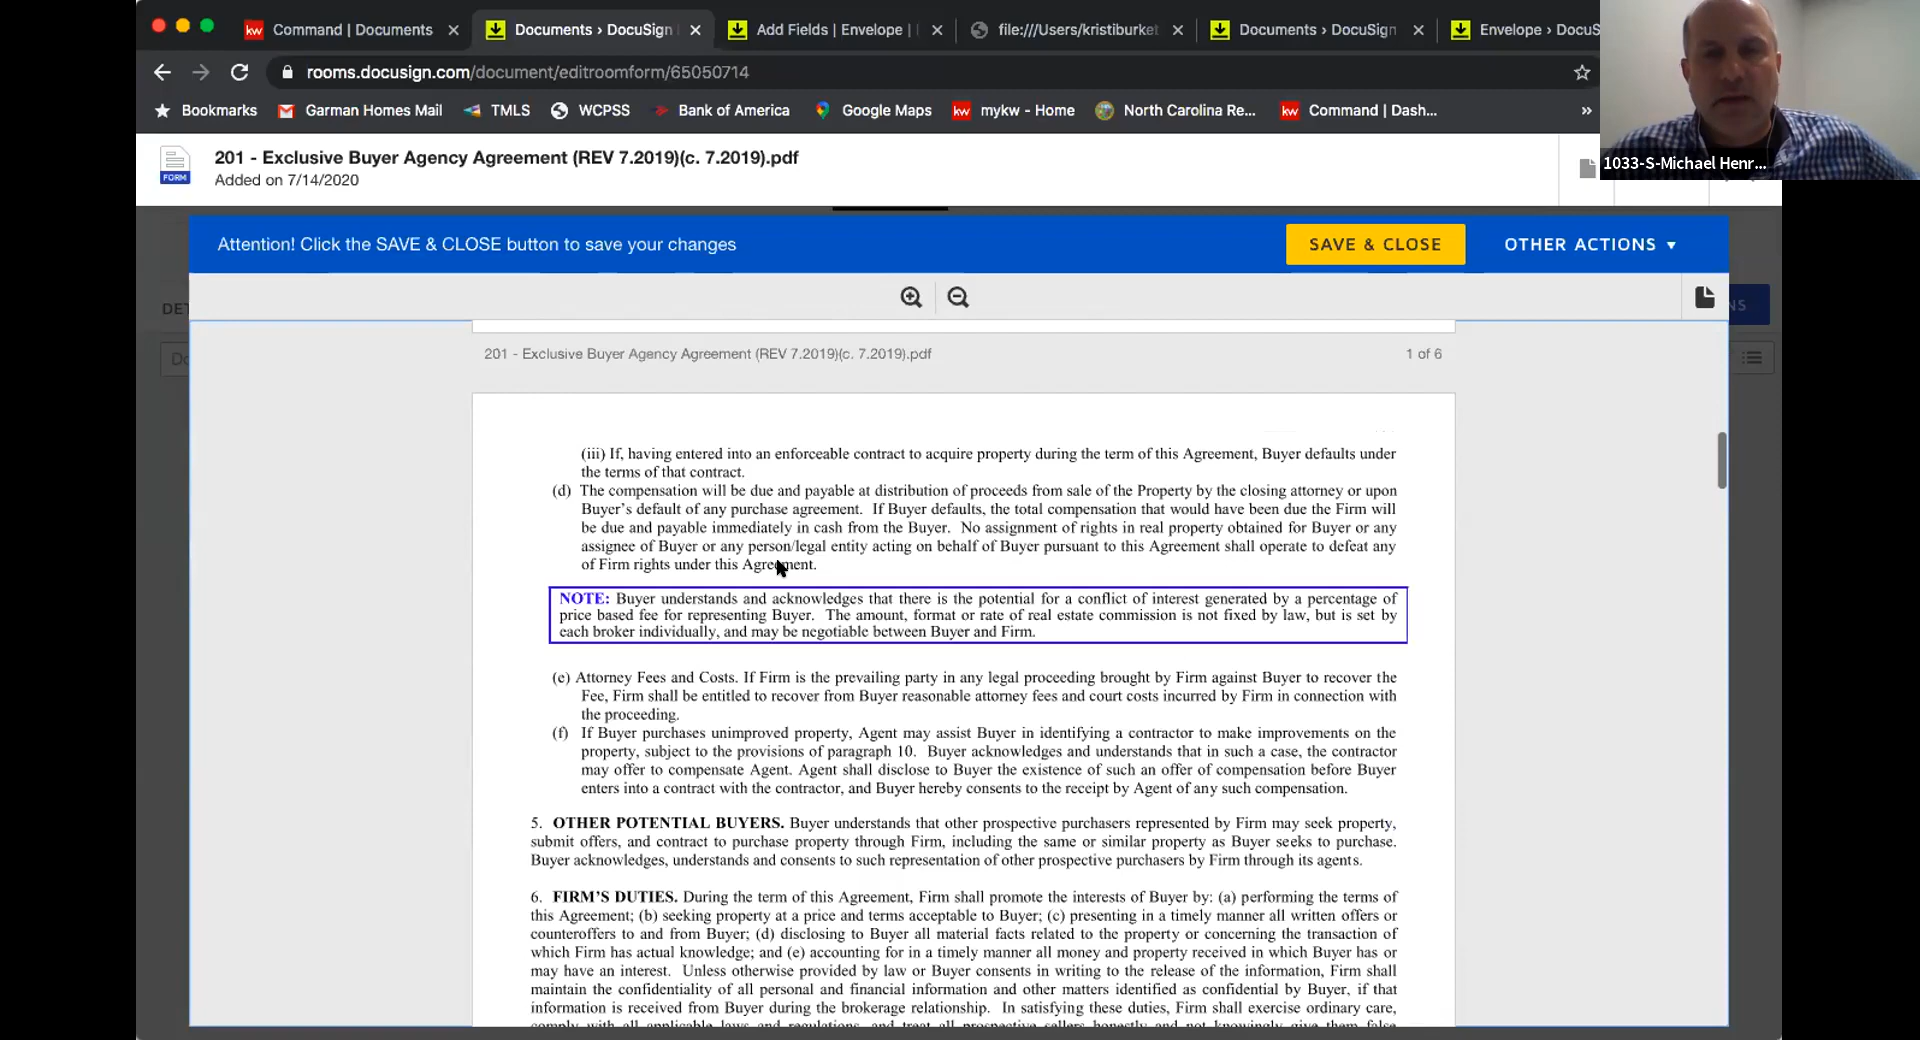 kw Command | Documents
Documents › DocuSign
Add Fields | Envelope |
file:///Users/kristiburket
Documents › DocuSign
Envelope › DocuS
rooms.docusign.com/document/editroomform/65050714
Bookmarks
Garman Homes Mail
TMLS
WCPSS
Bank of America
Google Maps
kw mykw - Home
North Carolina Re...
kw Command | Dash...
»
1033-S-Michael Henr...
FORM
201 - Exclusive Buyer Agency Agreement (REV 7.2019)(c. 7.2019).pdf
Added on 7/14/2020
Attention! Click the SAVE & CLOSE button to save your changes
SAVE & CLOSE
OTHER ACTIONS
DET
NS
Do
201 - Exclusive Buyer Agency Agreement (REV 7.2019)(c. 7.2019).pdf
1 of 6
(iii) If, having entered into an enforceable contract to acquire property during the term of this Agreement, Buyer defaults under
the terms of that contract.
(d) The compensation will be due and payable at distribution of proceeds from sale of the Property by the closing attorney or upon
Buyer's default of any purchase agreement. If Buyer defaults, the total compensation that would have been due the Firm will
be due and payable immediately in cash from the Buyer. No assignment of rights in real property obtained for Buyer or any
assignee of Buyer or any person/legal entity acting on behalf of Buyer pursuant to this Agreement shall operate to defeat any
of Firm rights under this Agreement.
NOTE: Buyer understands and acknowledges that there is the potential for a conflict of interest generated by a percentage of
price based fee for representing Buyer. The amount, format or rate of real estate commission is not fixed by law, but is set by
each broker individually, and may be negotiable between Buyer and Firm.
(e) Attorney Fees and Costs. If Firm is the prevailing party in any legal proceeding brought by Firm against Buyer to recover the
Fee, Firm shall be entitled to recover from Buyer reasonable attorney fees and court costs incurred by Firm in connection with
the proceeding.
(f) If Buyer purchases unimproved property, Agent may assist Buyer in identifying a contractor to make improvements on the
property, subject to the provisions of paragraph 10. Buyer acknowledges and understands that in such a case, the contractor
may offer to compensate Agent. Agent shall disclose to Buyer the existence of such an offer of compensation before Buyer
enters into a contract with the contractor, and Buyer hereby consents to the receipt by Agent of any such compensation.
5. OTHER POTENTIAL BUYERS. Buyer understands that other prospective purchasers represented by Firm may seek property,
submit offers, and contract to purchase property through Firm, including the same or similar property as Buyer seeks to purchase.
Buyer acknowledges, understands and consents to such representation of other prospective purchasers by Firm through its agents.
6. FIRM'S DUTIES. During the term of this Agreement, Firm shall promote the interests of Buyer by: (a) performing the terms of
this Agreement; (b) seeking property at a price and terms acceptable to Buyer; (c) presenting in a timely manner all written offers or
counteroffers to and from Buyer; (d) disclosing to Buyer all material facts related to the property or concerning the transaction of
which Firm has actual knowledge; and (e) accounting for in a timely manner all money and property received in which Buyer has or
may have an interest. Unless otherwise provided by law or Buyer consents in writing to the release of the information, Firm shall
maintain the confidentiality of all personal and financial information and other matters identified as confidential by Buyer, if that
information is received from Buyer during the brokerage relationship. In satisfying these duties, Firm shall exercise ordinary care,
comply with all applicable laws and regulations, and treat all prospective sellers honestly and not knowingly give them false